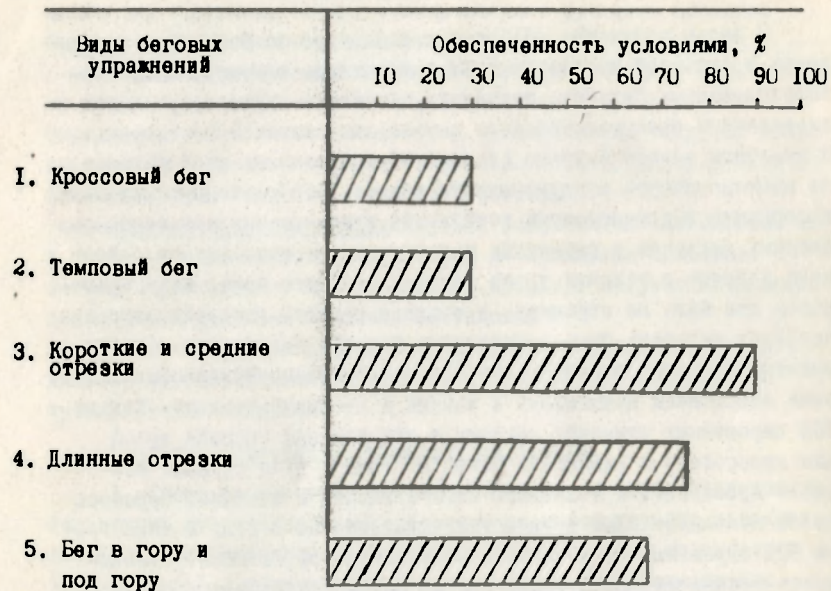 Виды беговых упражнений
Обеспеченность условиями, %
10 20 30 40 50 60 70 80 90 100
1. Кроссовый бег
2. Темповый бег
3. Короткие и средние
отрезки
4. Длинные отрезки
5. Бег в гору и
под гору